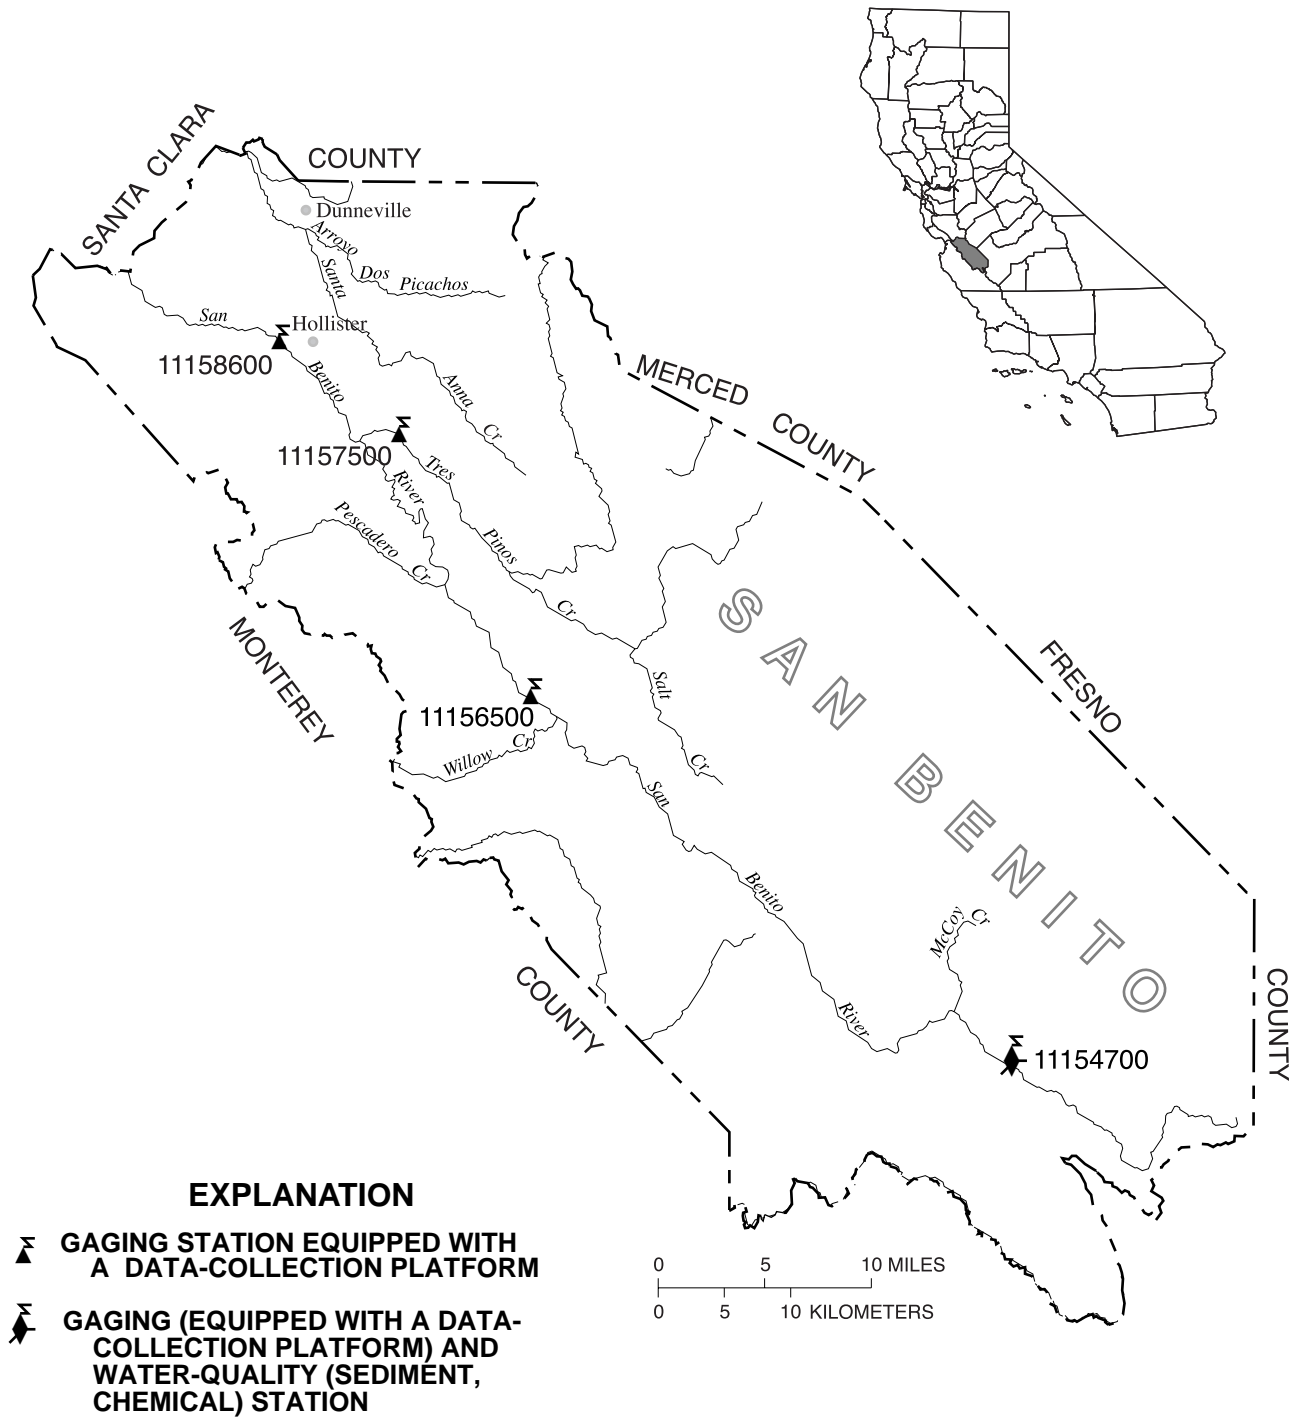 SANTA CLARA
COUNTY
Dunneville
Arroyo
Dos
Picachos
Santa
San
Hollister
11158600
Benito
Anna
Cr
MERCED COUNTY
11157500
River
Tres
Pescadero
Cr
Pinos
Cr
MONTEREY
SAN BENITO
FRESNO
Salt
Cr
11156500
Willow
Cr
San
Benito
McCoy
Cr
River
COUNTY
COUNTY
11154700
EXPLANATION
GAGING STATION EQUIPPED WITH
A DATA-COLLECTION PLATFORM
GAGING (EQUIPPED WITH A DATA-
COLLECTION PLATFORM) AND
WATER-QUALITY (SEDIMENT,
CHEMICAL) STATION
0 5 10 MILES
0 5 10 KILOMETERS